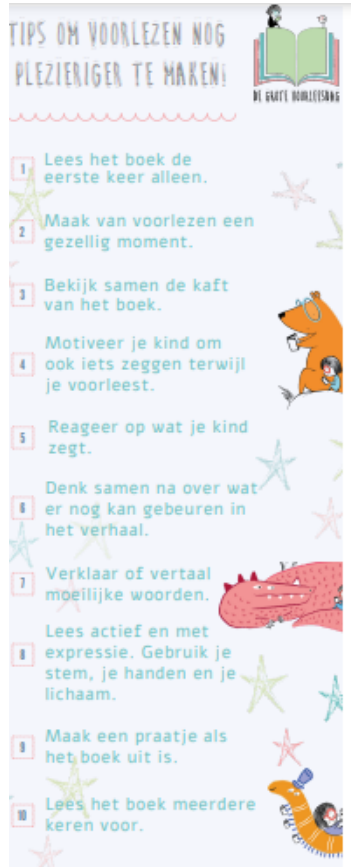 TIPS OM VOORLEZEN NOG
PLEZIERIGER TE MAKEN!
DE GROTE VOORLEESDAG
1 Lees het boek de
eerste keer alleen.
2 Maak van voorlezen een
gezellig moment.
3 Bekijk samen de kaft
van het boek.
4 Motiveer je kind om
ook iets zeggen terwijl
je voorleest.
5 Reageer op wat je kind
zegt.
6 Denk samen na over wat
er nog kan gebeuren in
het verhaal.
7 Verklaar of vertaal
moeilijke woorden.
8 Lees actief en met
expressie. Gebruik je
stem, je handen en je
lichaam.
9 Maak een praatje als
het boek uit is.
10 Lees het boek meerdere
keren voor.